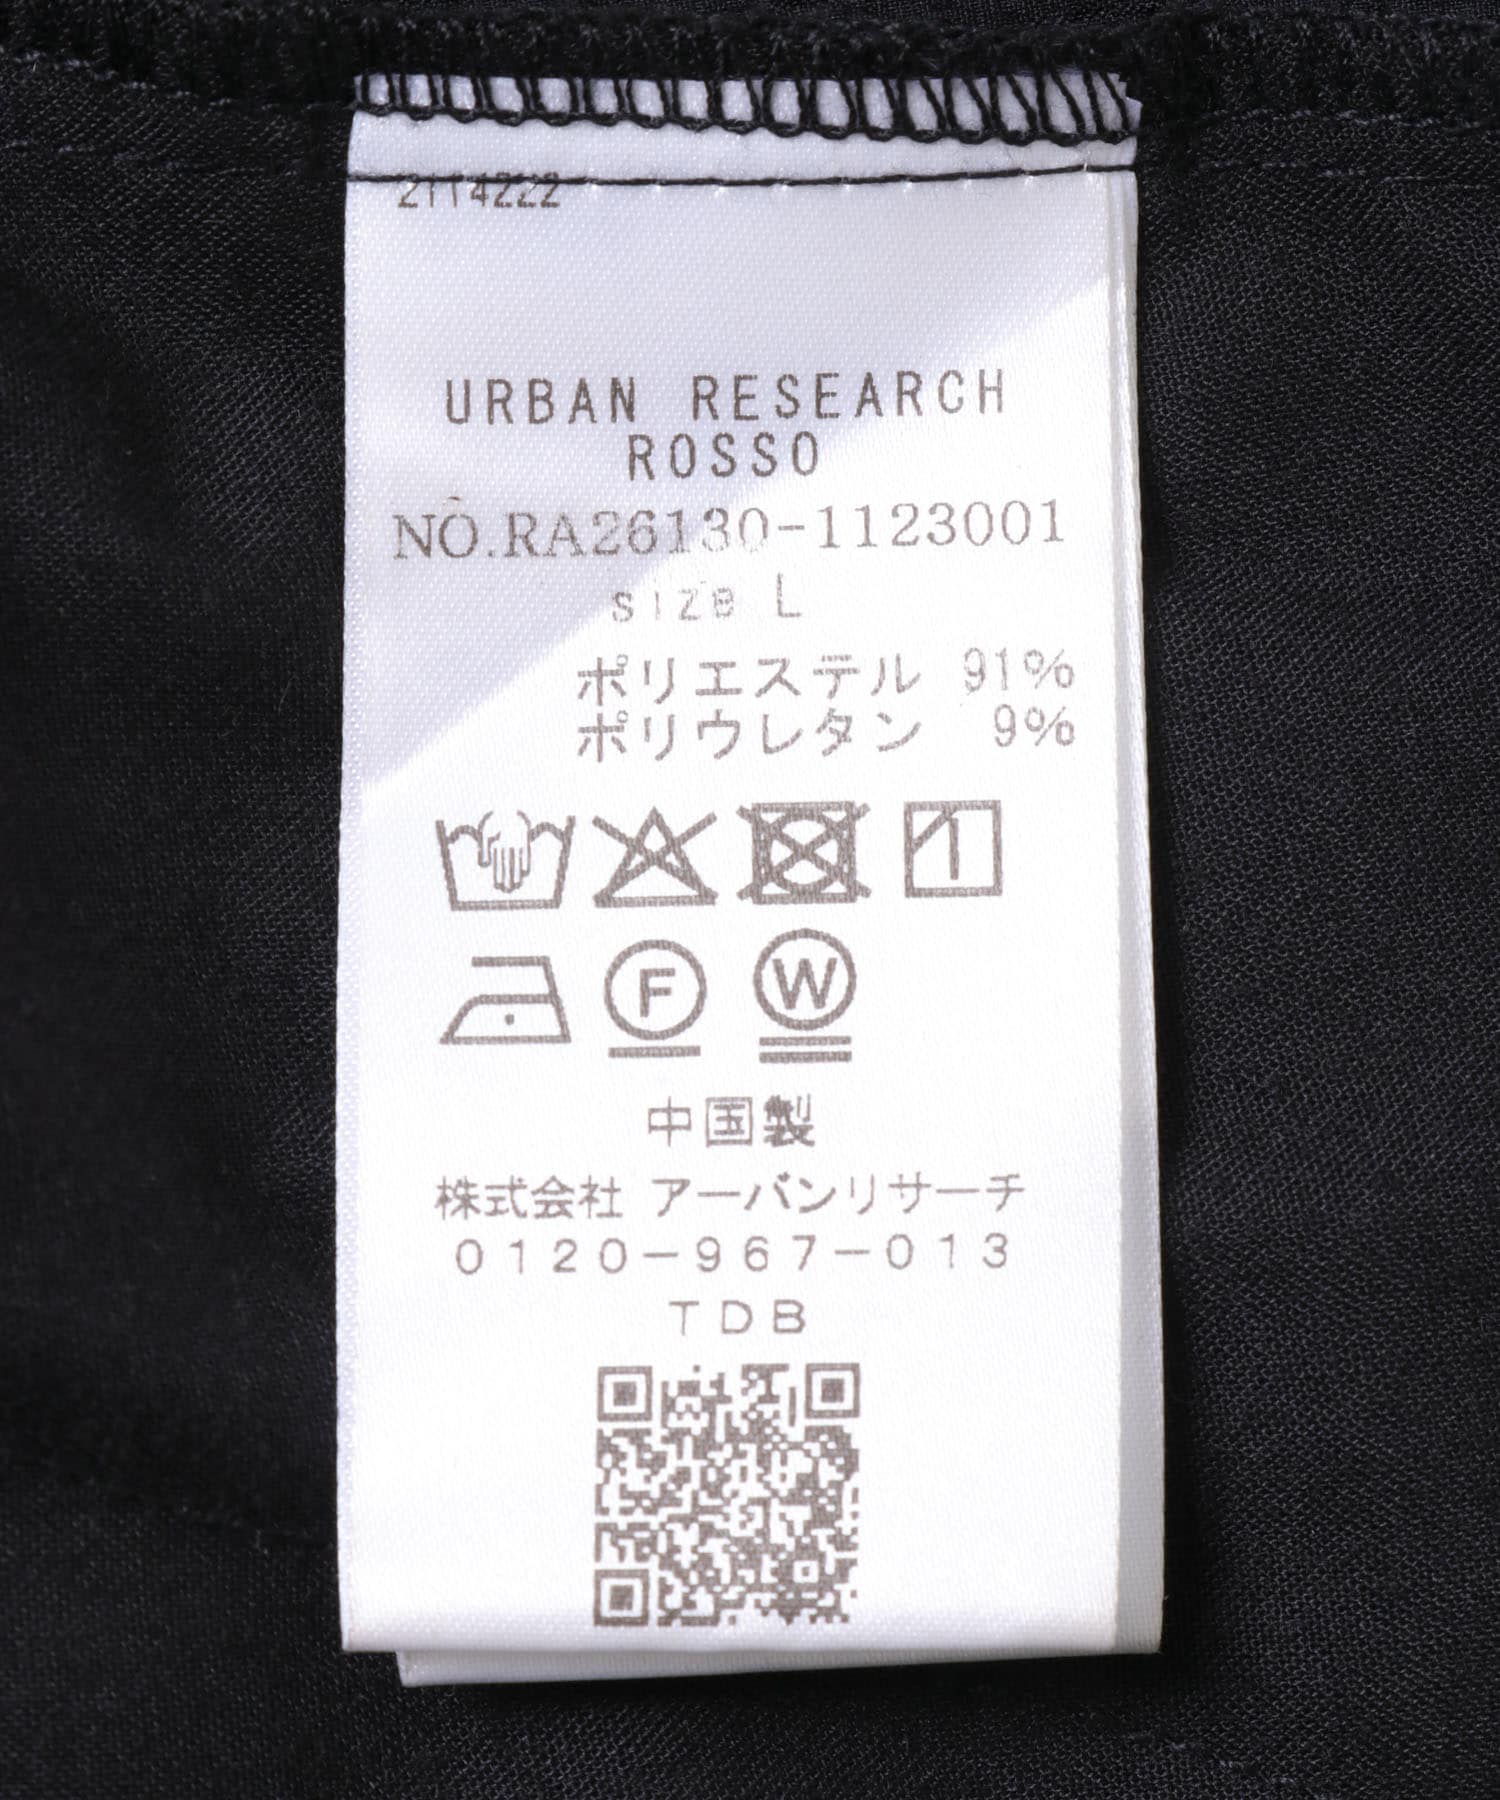 2114222
URBAN RESEARCH
ROSSO
NO.RA26130-1123001
SIZE L
ポリエステル 91%
ポリウレタン 9%
F W
中国製
株式会社 アーバンリサーチ
0120-967-013
TDB